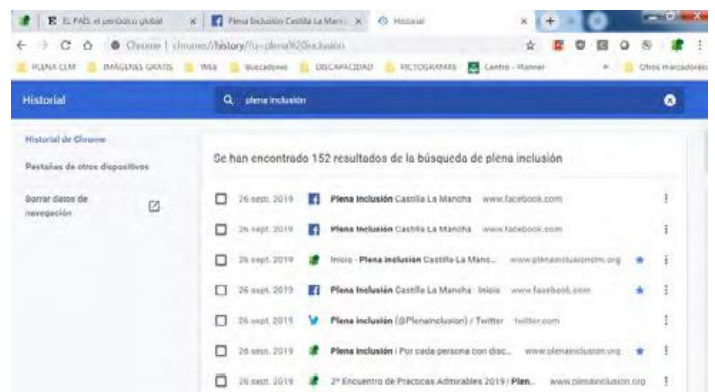 EL PAÍS: el periódico global
Plena Inclusión Castilla La Man
Historial
Chrome | chrome://history/?q=plena%20inclusión
PLENA CLM IMÁGENES GRATIS WEB Buscadores DISCAPACIDAD PICTOGRAMAS Centro - Planner Otros marcadores
Historial plena inclusión
Historial de Chrome
Pestañas de otros dispositivos
Borrar datos de navegación
Se han encontrado 152 resultados de la búsqueda de plena inclusión
26 sept. 2019 Plena Inclusión Castilla La Mancha www.facebook.com
26 sept. 2019 Plena Inclusión Castilla La Mancha www.facebook.com
26 sept. 2019 Inicio - Plena inclusión Castilla-La Manc... www.plenainclusionclm.org
26 sept. 2019 Plena Inclusión Castilla La Mancha - Inicio www.facebook.com
26 sept. 2019 Plena inclusión (@Plenainclusion) / Twitter twitter.com
26 sept. 2019 Plena inclusión | Por cada persona con disc... www.plenainclusion.org
26 sept. 2019 2º Encuentro de Prácticas Admirables 2019 | Plen... www.plenainclusion.org